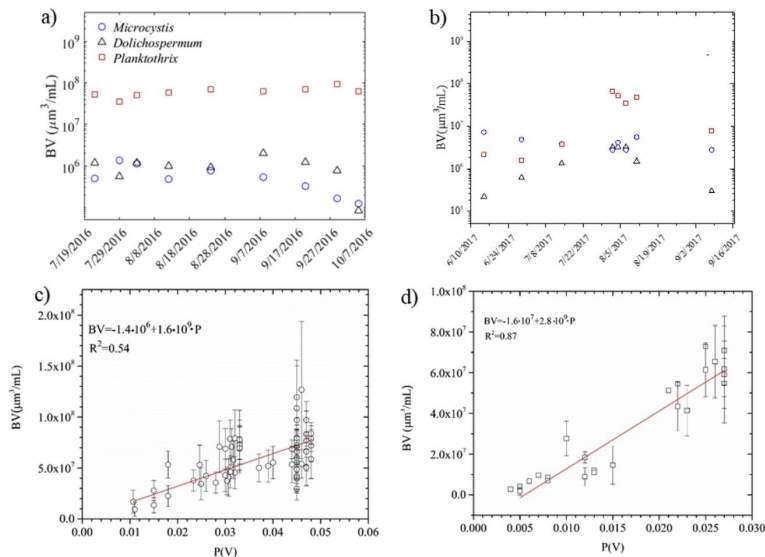 a)
Microcystis
Dolichospermum
Planktothrix
BV (µm³/mL)
10⁹
10⁸
10⁷
10⁶
7/19/2016
7/29/2016
8/8/2016
8/18/2016
8/28/2016
9/7/2016
9/17/2016
9/27/2016
10/7/2016
b)
BV(µm³/mL)
10⁸
10⁷
10⁶
10⁵
6/10/2017
6/24/2017
7/8/2017
7/22/2017
8/5/2017
8/19/2017
9/2/2017
9/16/2017
c)
BV=-1.4·10⁶+1.6·10⁹·P
R²=0.54
BV(µm³/mL)
2.0x10⁸
1.5x10⁸
1.0x10⁸
5.0x10⁷
0.0
0.00 0.01 0.02 0.03 0.04 0.05 0.06
P(V)
d)
BV=-1.6·10⁷+2.8·10⁹·P
R²=0.87
BV (µm³/mL)
1.0x10⁸
8.0x10⁷
6.0x10⁷
4.0x10⁷
2.0x10⁷
0.0
0.000 0.005 0.010 0.015 0.020 0.025 0.030
P(V)